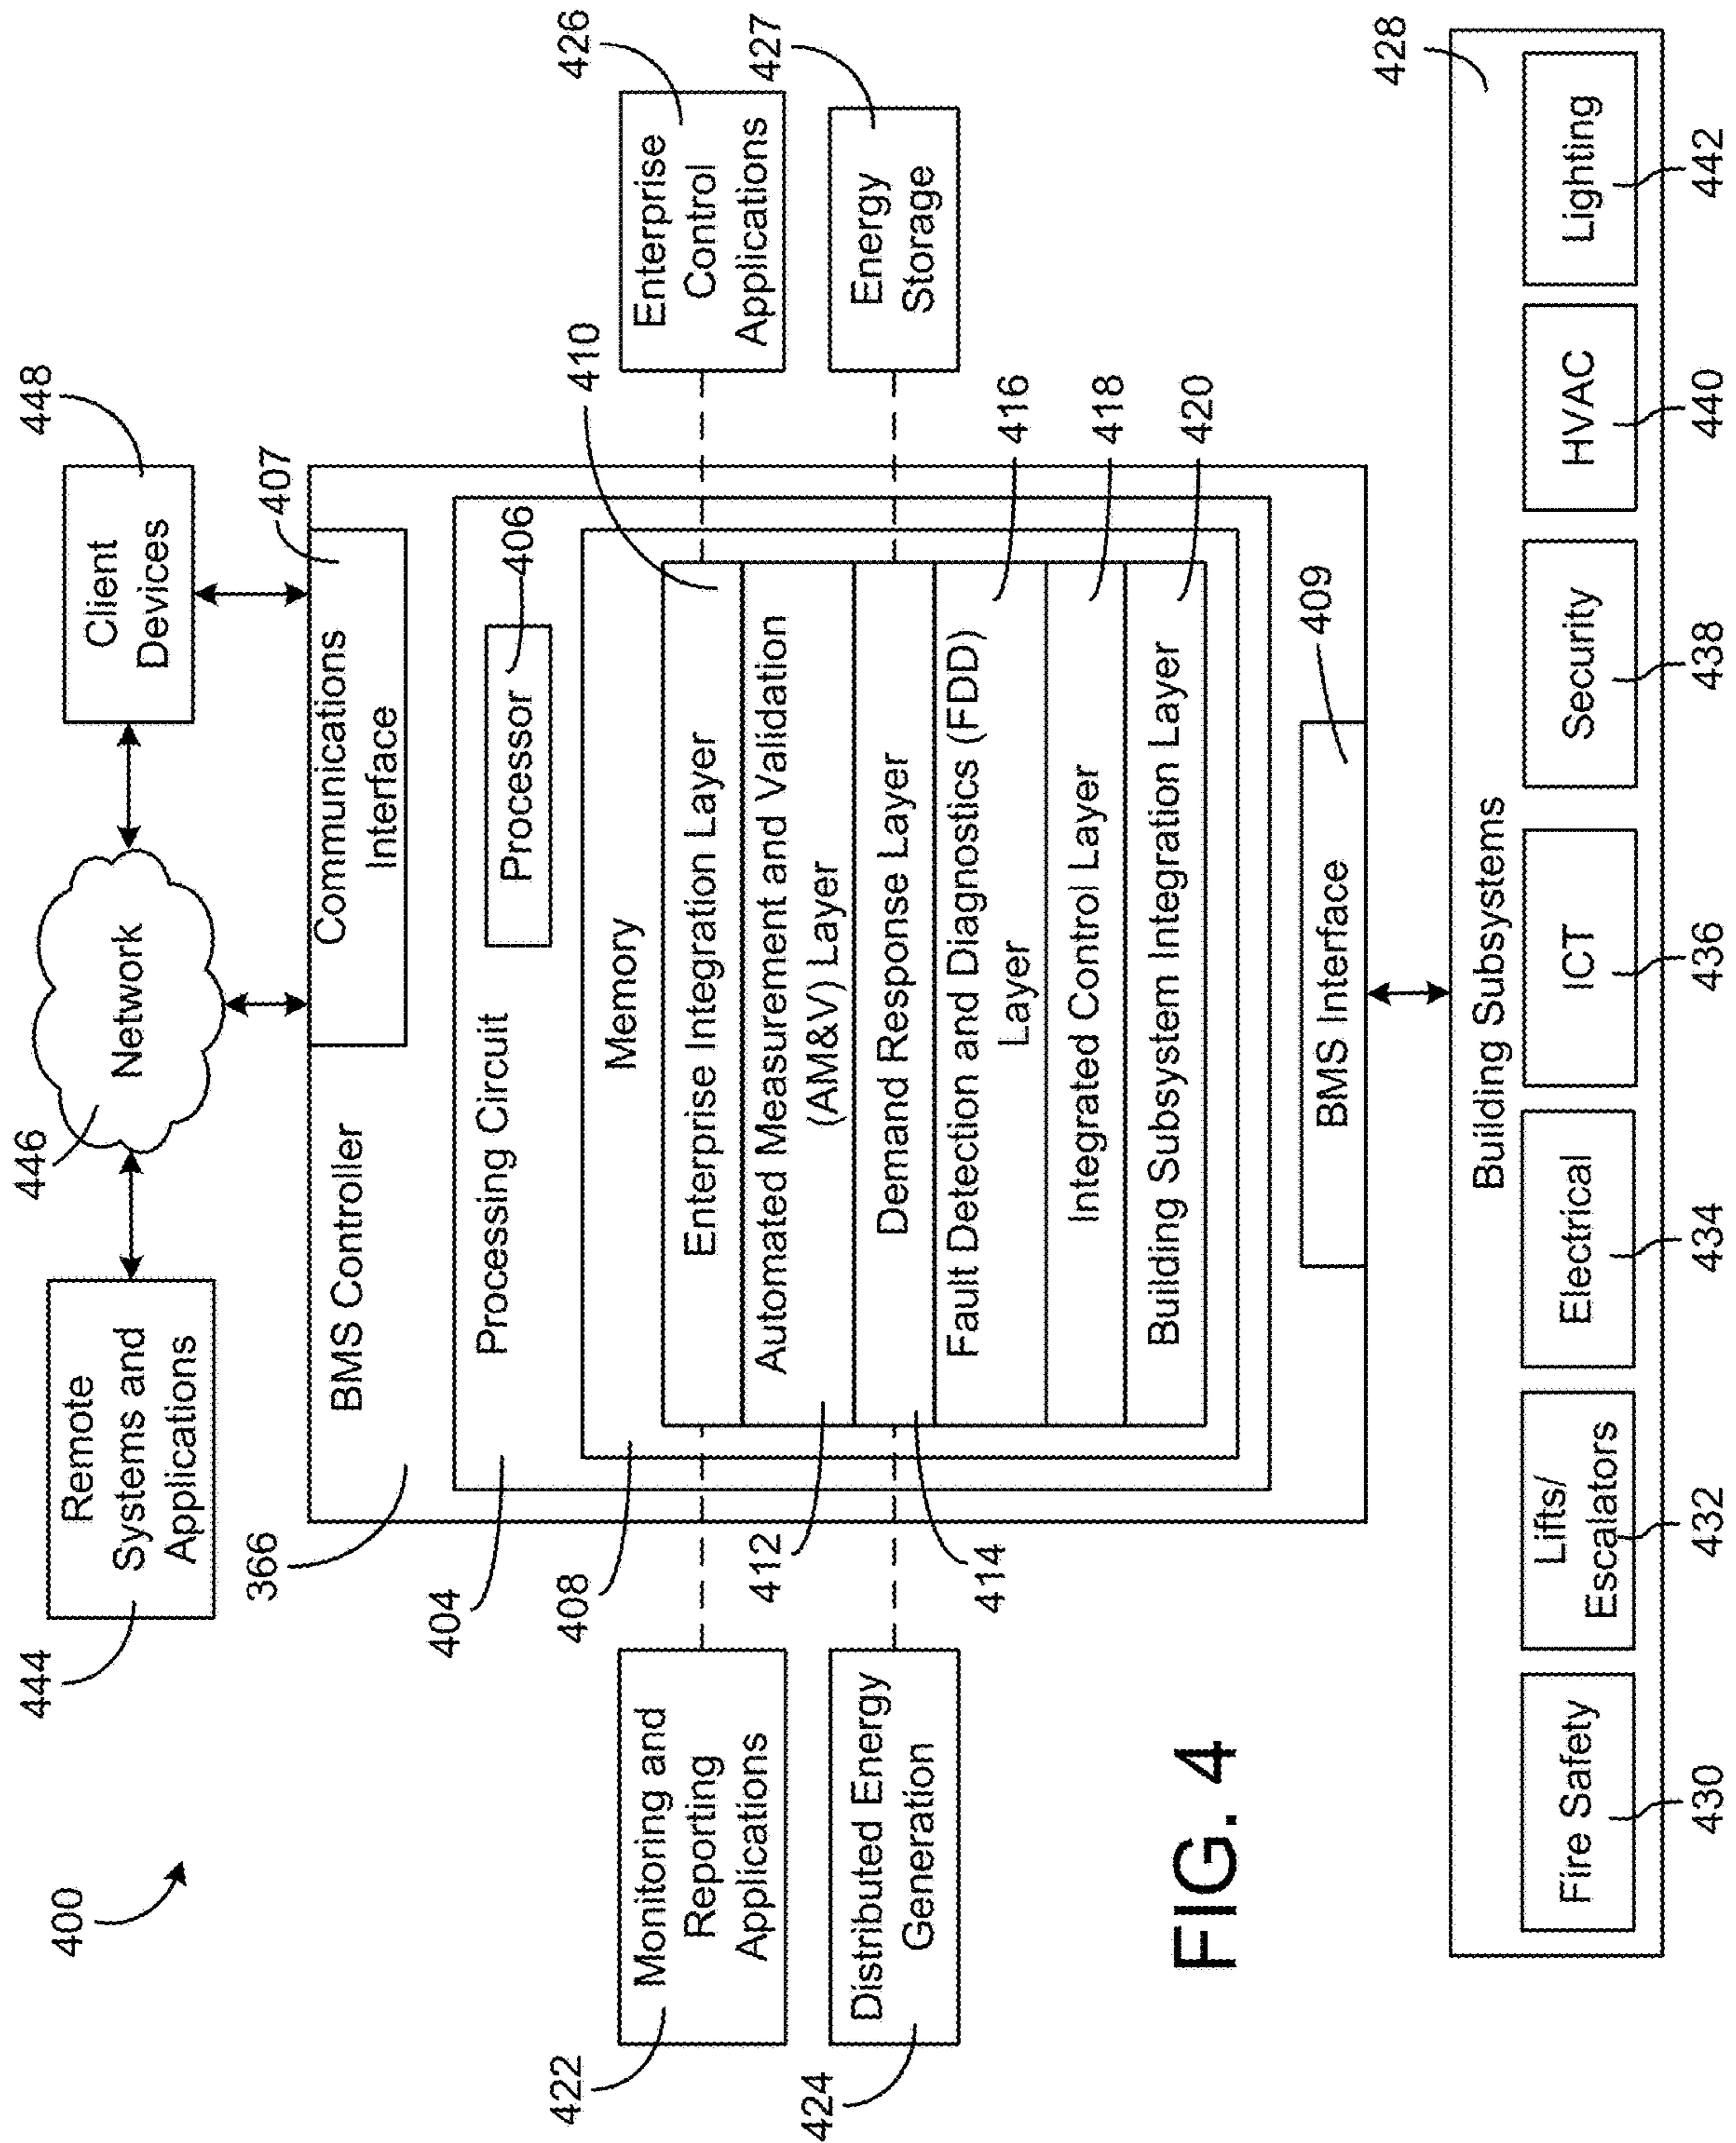 400
444
Remote
Systems and
Applications
446
Network
448
Client
Devices
366
BMS Controller
407
Communications
Interface
404
Processing Circuit
Processor
406
408
Memory
410
Enterprise Integration Layer
Automated Measurement and Validation
(AM&V) Layer
412
Demand Response Layer
414
Fault Detection and Diagnostics (FDD)
Layer
416
Integrated Control Layer
418
Building Subsystem Integration Layer
420
422
Monitoring and
Reporting
Applications
424
Distributed Energy
Generation
426
Enterprise
Control
Applications
427
Energy
Storage
BMS Interface
409
FIG. 4
428
Building Subsystems
Fire Safety
Lifts/
Escalators
Electrical
ICT
Security
HVAC
Lighting
430
432
434
436
438
440
442